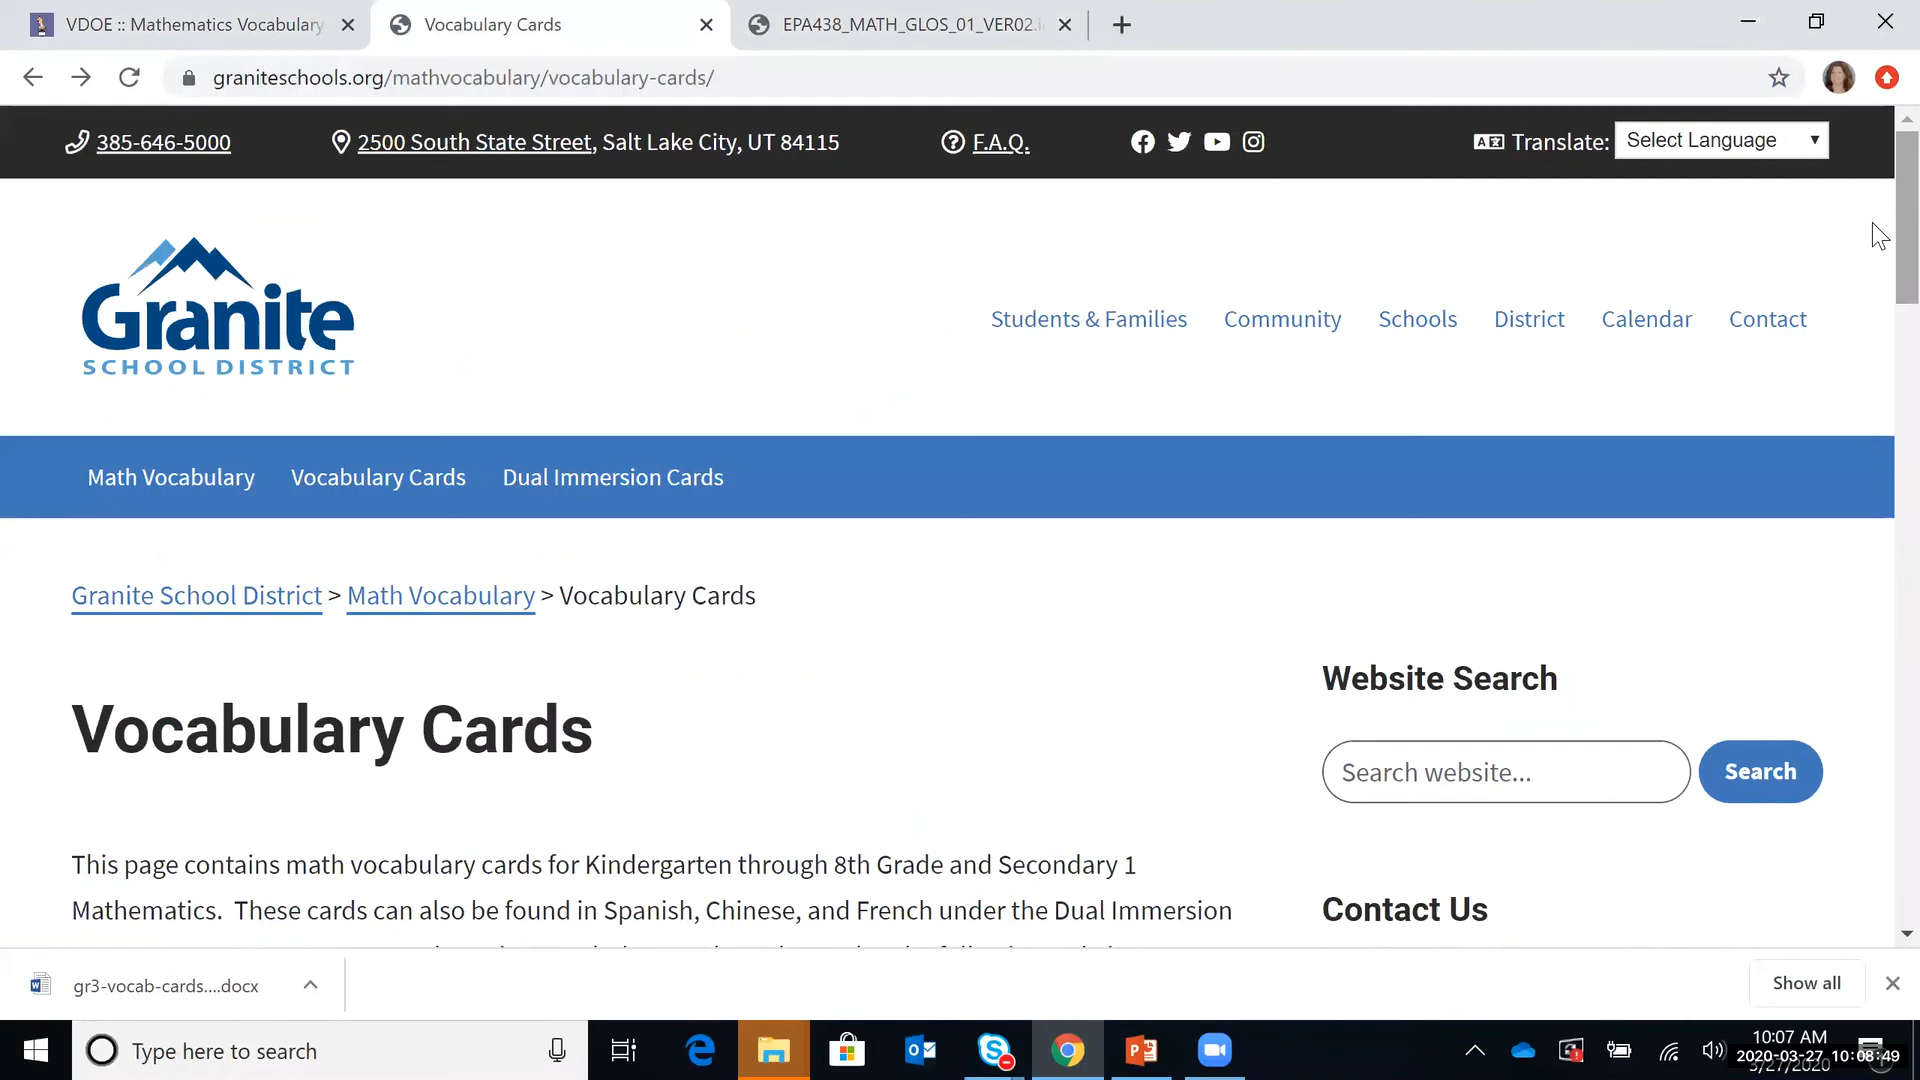 VDOE :: Mathematics Vocabulary
Vocabulary Cards
EPA438_MATH_GLOS_01_VER02.i
graniteschools.org/mathvocabulary/vocabulary-cards/
385-646-5000
2500 South State Street, Salt Lake City, UT 84115
F.A.Q.
Translate:
Select Language
Granite
SCHOOL DISTRICT
Students & Families
Community
Schools
District
Calendar
Contact
Math Vocabulary
Vocabulary Cards
Dual Immersion Cards
Granite School District > Math Vocabulary > Vocabulary Cards
Vocabulary Cards
Website Search
Search website...
Search
This page contains math vocabulary cards for Kindergarten through 8th Grade and Secondary 1
Mathematics. These cards can also be found in Spanish, Chinese, and French under the Dual Immersion
Contact Us
gr3-vocab-cards....docx
Show all
Type here to search
10:07 AM
2020-03-27 10:08:49
3/27/2020